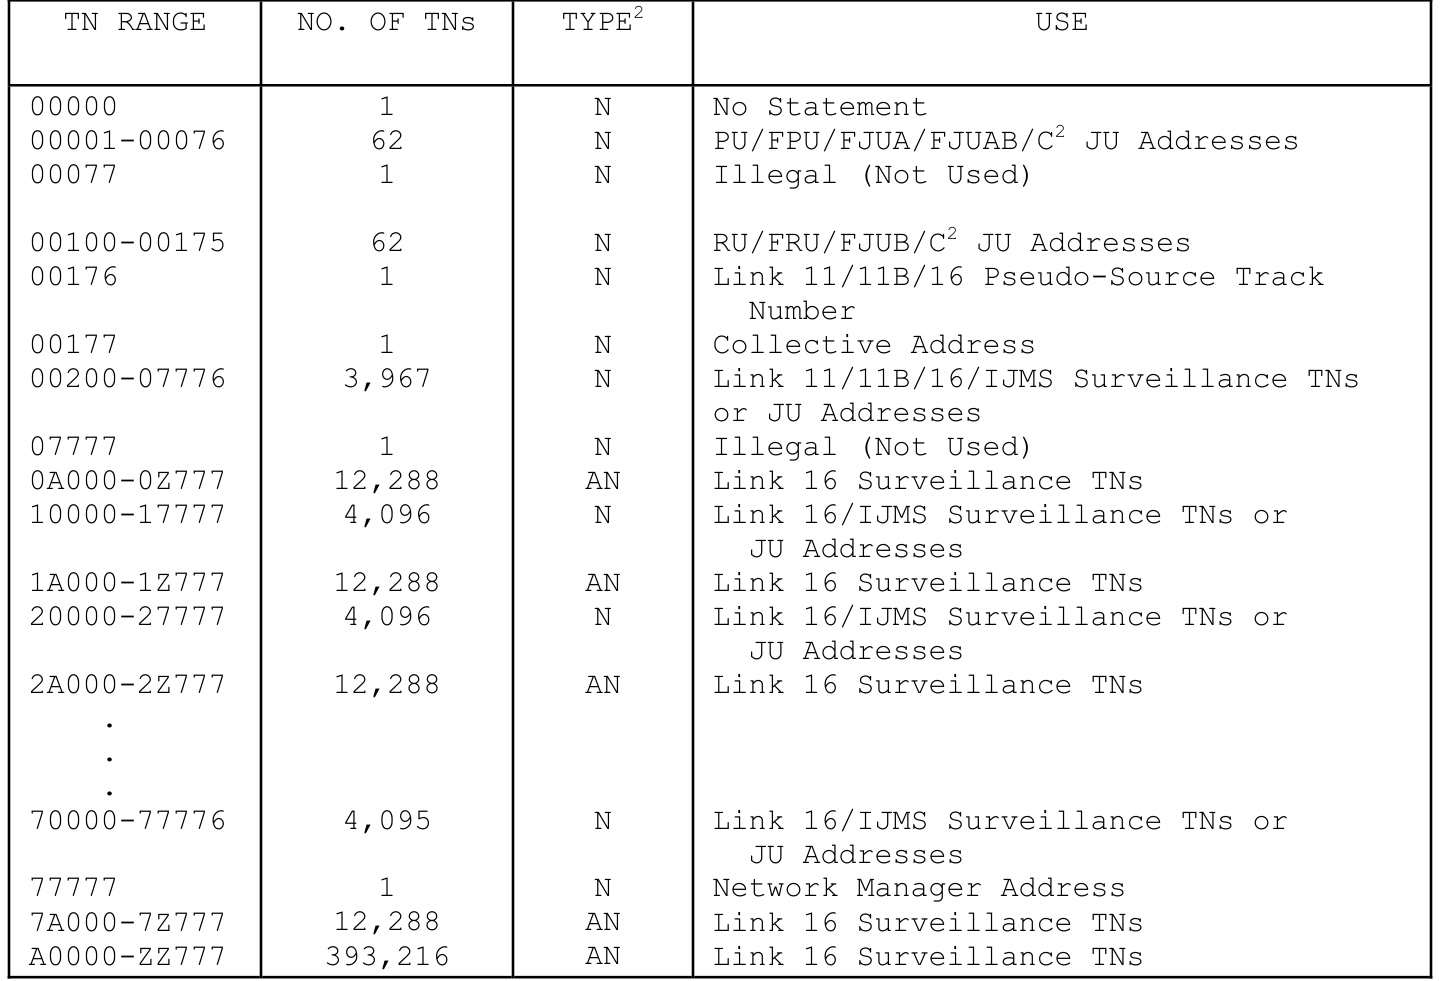 TN RANGE NO. OF TNs TYPE² USE
00000 1 N No Statement
00001-00076 62 N PU/FPU/FJUA/FJUAB/C² JU Addresses
00077 1 N Illegal (Not Used)
00100-00175 62 N RU/FRU/FJUB/C² JU Addresses
00176 1 N Link 11/11B/16 Pseudo-Source Track
Number
00177 1 N Collective Address
00200-07776 3,967 N Link 11/11B/16/IJMS Surveillance TNs
or JU Addresses
07777 1 N Illegal (Not Used)
0A000-0Z777 12,288 AN Link 16 Surveillance TNs
10000-17777 4,096 N Link 16/IJMS Surveillance TNs or
JU Addresses
1A000-1Z777 12,288 AN Link 16 Surveillance TNs
20000-27777 4,096 N Link 16/IJMS Surveillance TNs or
JU Addresses
2A000-2Z777 12,288 AN Link 16 Surveillance TNs
.
.
.
70000-77776 4,095 N Link 16/IJMS Surveillance TNs or
JU Addresses
77777 1 N Network Manager Address
7A000-7Z777 12,288 AN Link 16 Surveillance TNs
A0000-ZZ777 393,216 AN Link 16 Surveillance TNs